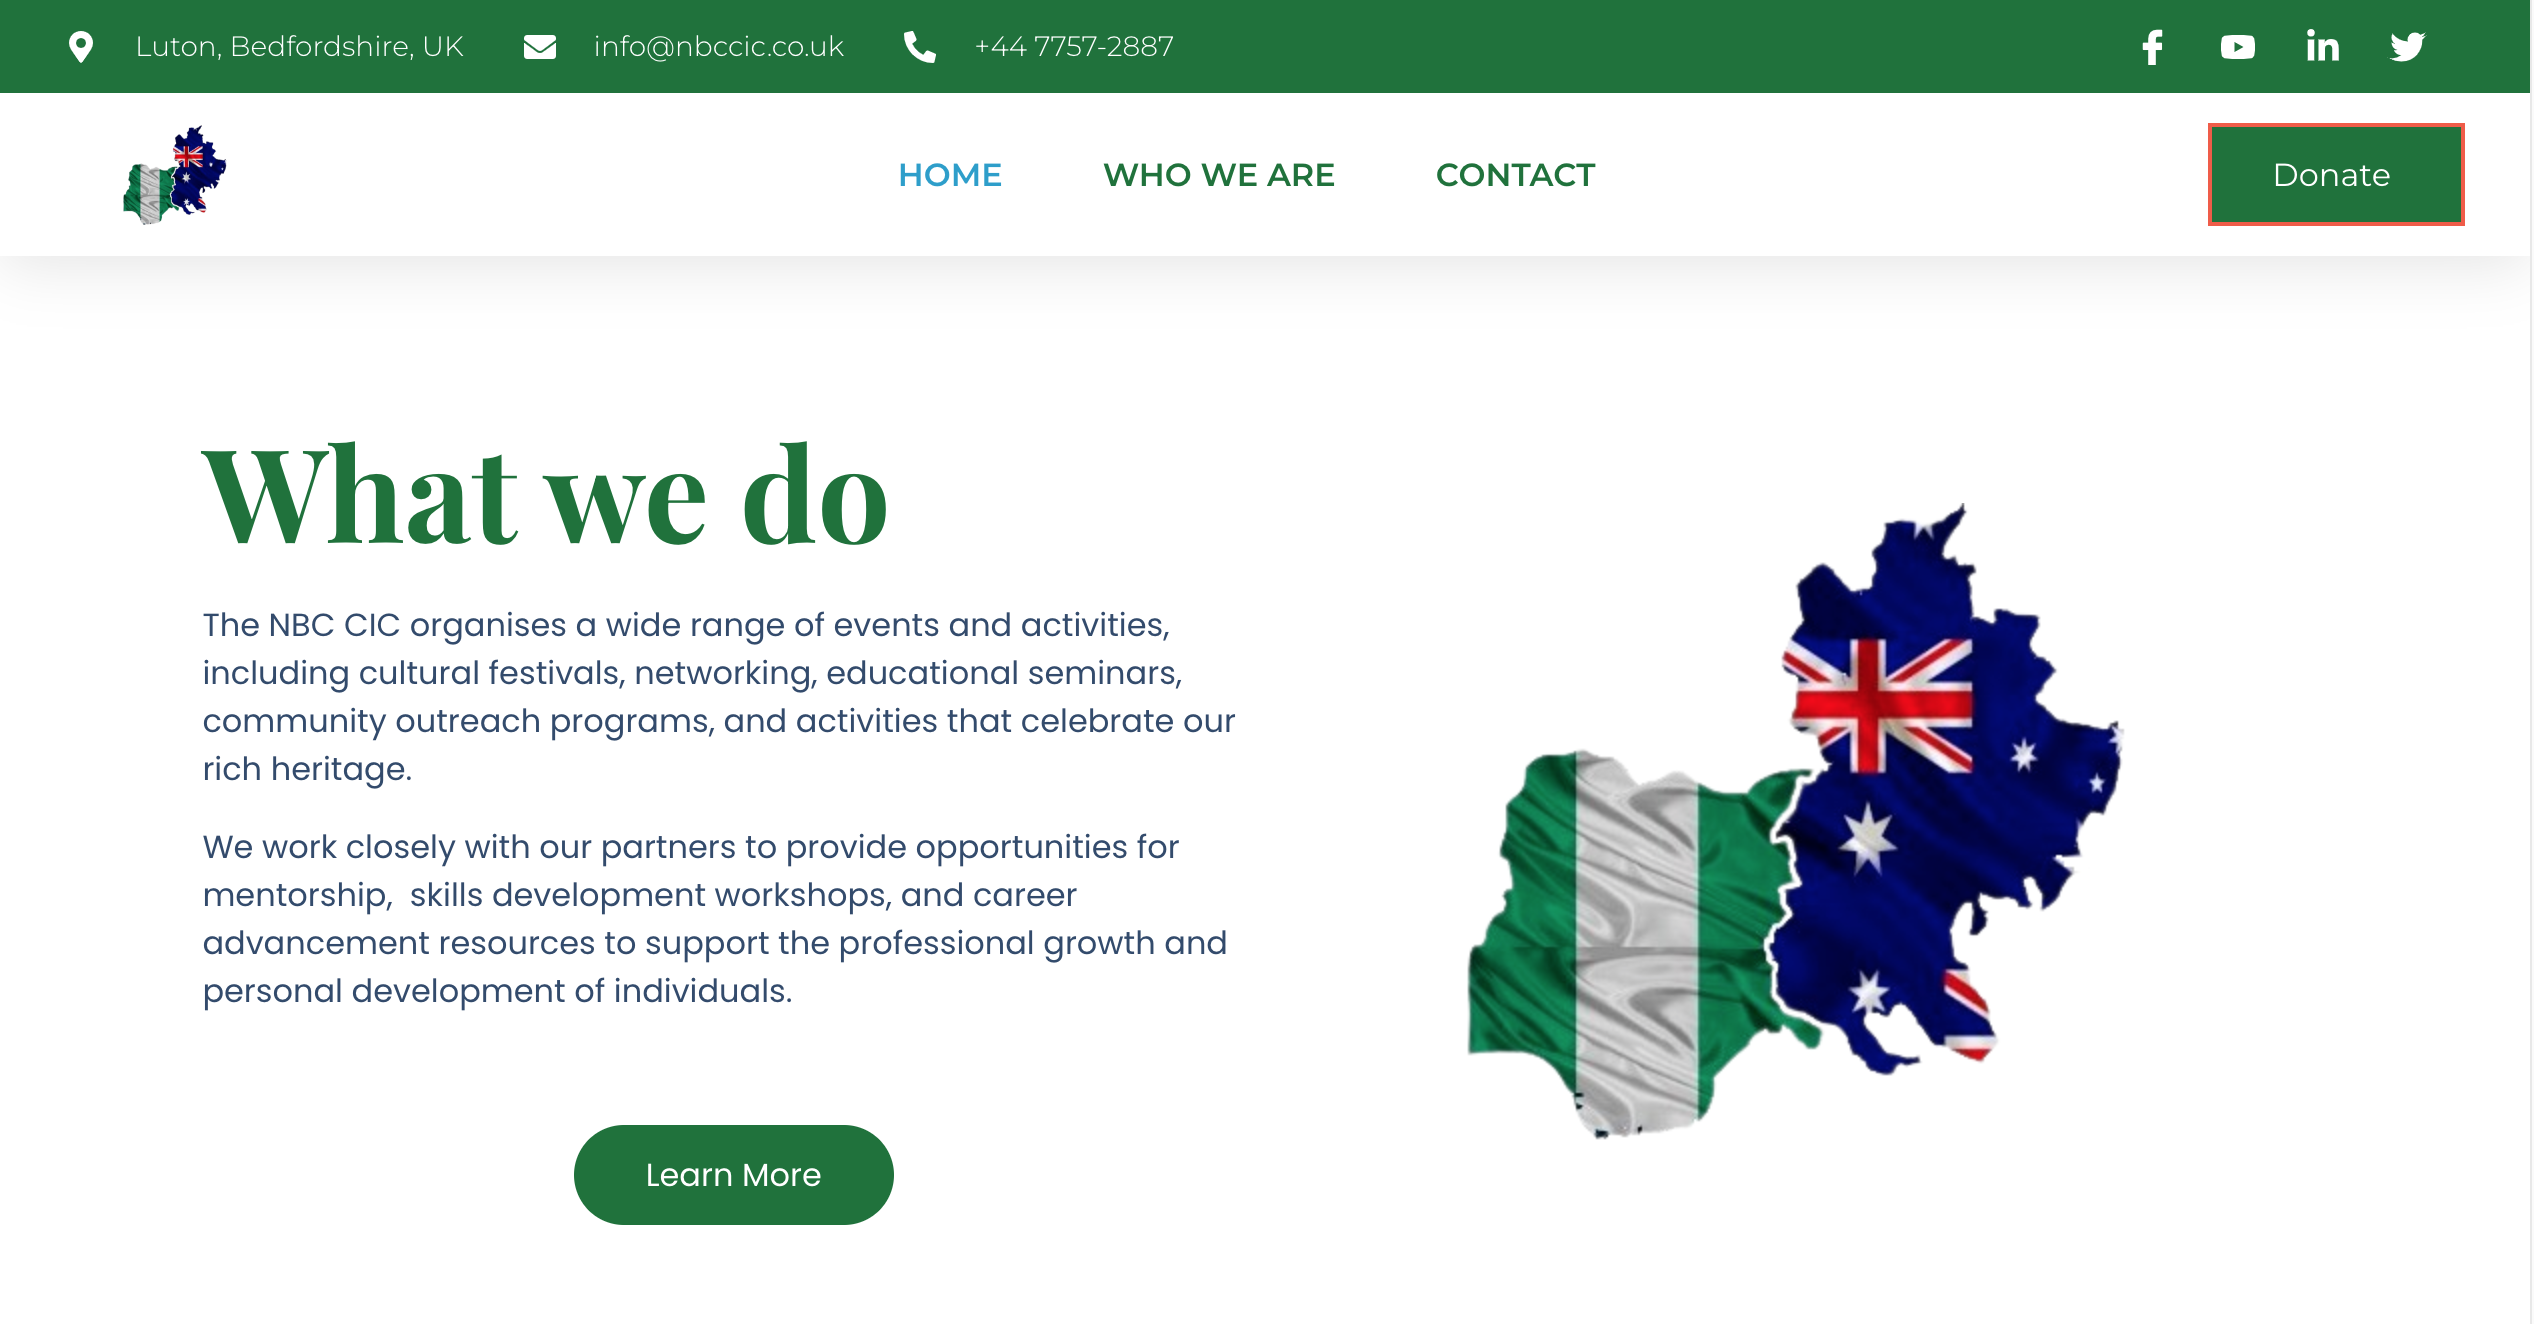 Luton, Bedfordshire, UK
info@nbccic.co.uk
+44 7757-2887
HOME
WHO WE ARE
CONTACT
Donate
What we do
The NBC CIC organises a wide range of events and activities,
including cultural festivals, networking, educational seminars,
community outreach programs, and activities that celebrate our
rich heritage.
We work closely with our partners to provide opportunities for
mentorship,  skills development workshops, and career
advancement resources to support the professional growth and
personal development of individuals.
Learn More